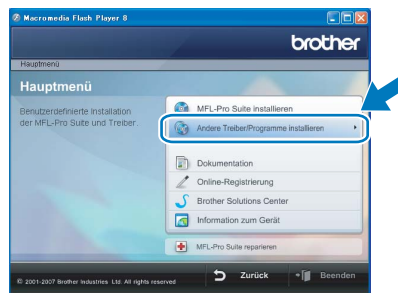 Macromedia Flash Player 8
brother
Hauptmenü
Hauptmenü
Benutzerdefinierte Installation
der MFL-Pro Suite und Treiber.
MFL-Pro Suite installieren
Andere Treiber/Programme installieren
Dokumentation
Online-Registrierung
Brother Solutions Center
Information zum Gerät
MFL-Pro Suite reparieren
© 2001-2007 Brother Industries Ltd. All rights reserved
Zurück
Beenden